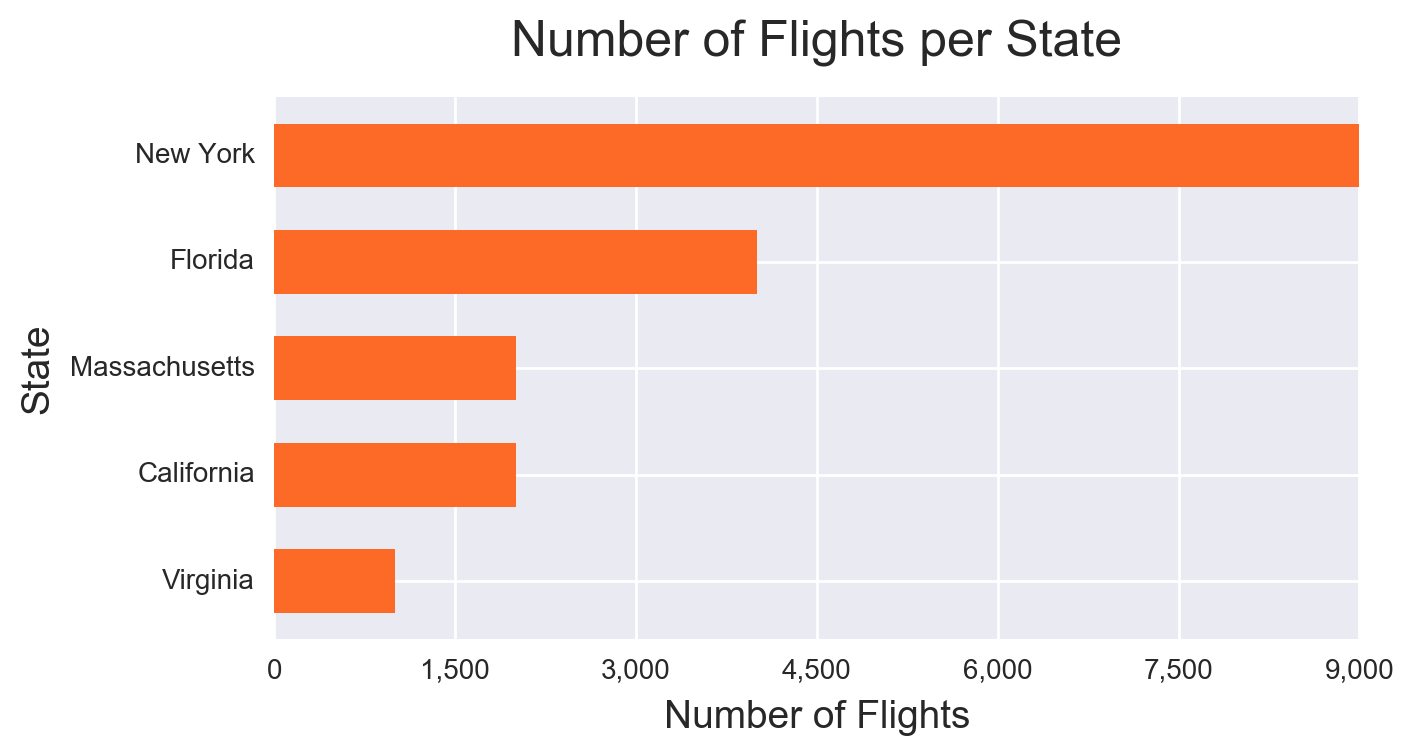 Number of Flights per State
New York
Florida
Massachusetts
California
Virginia
State
0 1,500 3,000 4,500 6,000 7,500 9,000
Number of Flights